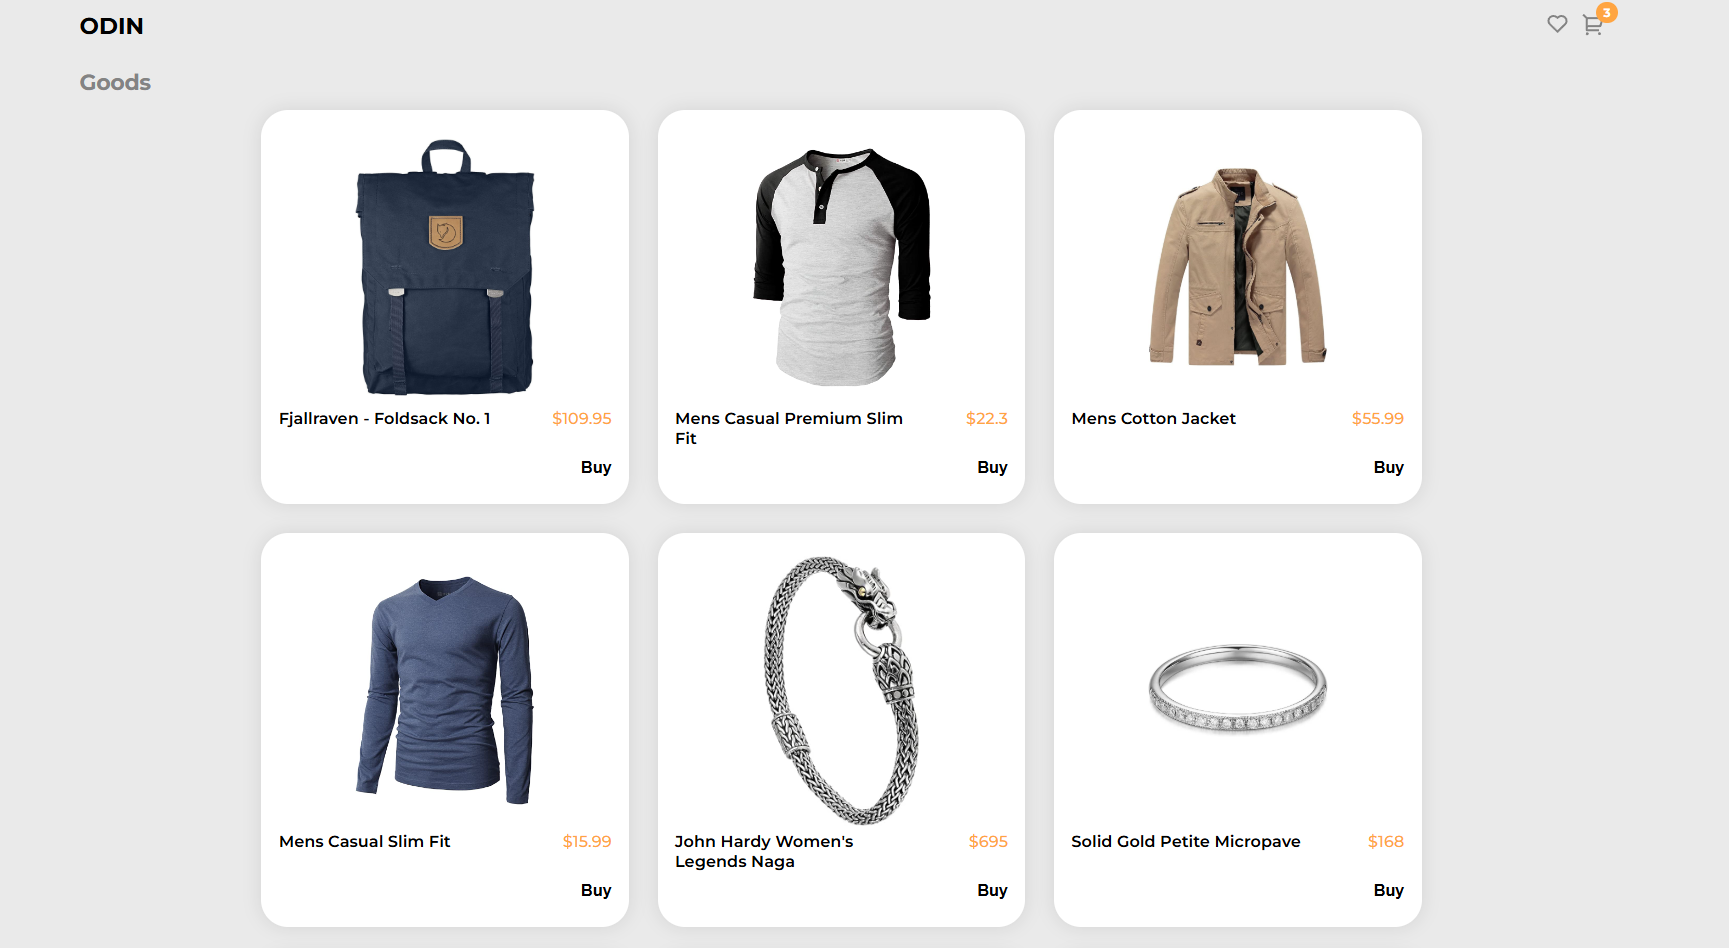 ODIN
3
Goods
Fjallraven - Foldsack No. 1
$109.95
Buy
Mens Casual Premium Slim
Fit
$22.3
Buy
Mens Cotton Jacket
$55.99
Buy
Mens Casual Slim Fit
$15.99
Buy
John Hardy Women's
Legends Naga
$695
Buy
Solid Gold Petite Micropave
$168
Buy